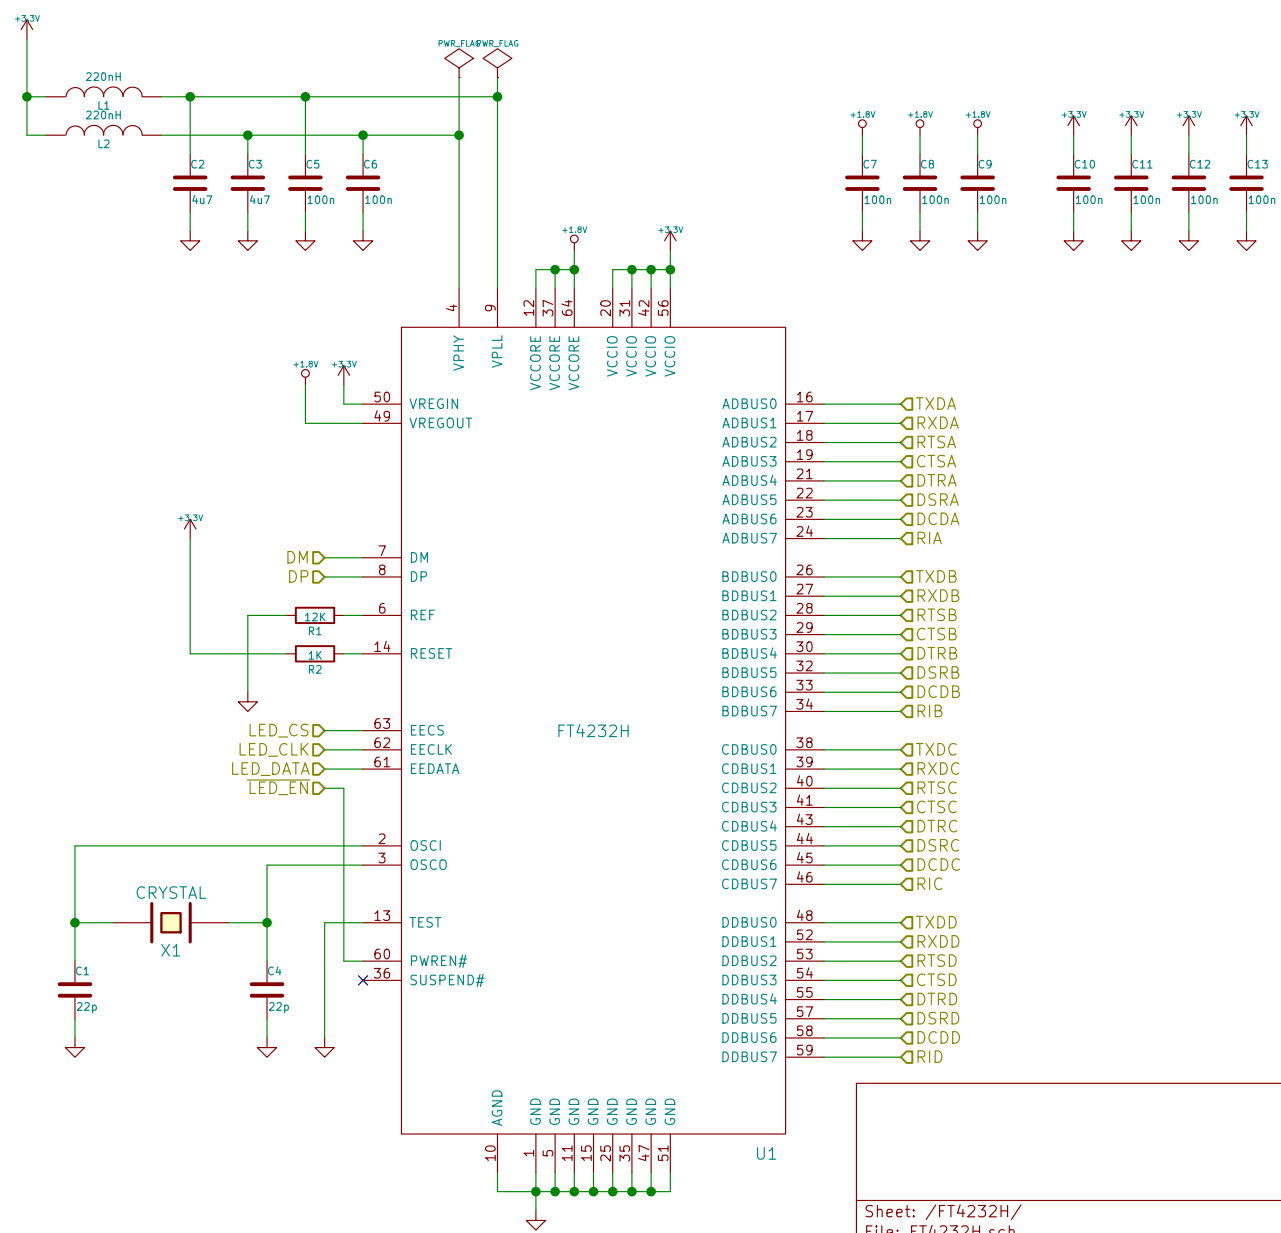 +3.3V
PWR_FLAG PWR_FLAG
220nH
L1
220nH
L2
+1.8V +1.8V +1.8V +3.3V +3.3V +3.3V +3.3V
C2 C3 C5 C6 C7 C8 C9 C10 C11 C12 C13
4u7 4u7 100n 100n 100n 100n 100n 100n 100n 100n 100n
+1.8V +3.3V
4 9 12 37 64 20 31 42 56
VPHY VPLL VCCORE VCCORE VCCORE VCCIO VCCIO VCCIO VCCIO
+1.8V +3.3V
50 VREGIN ADBUS0 16 TXDA
49 VREGOUT ADBUS1 17 RXDA
ADBUS2 18 RTSA
ADBUS3 19 CTSA
ADBUS4 21 DTRA
ADBUS5 22 DSRA
+3.3V ADBUS6 23 DCDA
ADBUS7 24 RIA
DM 7 DM
DP 8 DP BDBUS0 26 TXDB
BDBUS1 27 RXDB
12K 6 REF BDBUS2 28 RTSB
R1
BDBUS3 29 CTSB
1K 14 RESET BDBUS4 30 DTRB
R2
BDBUS5 32 DSRB
BDBUS6 33 DCDB
BDBUS7 34 RIB
LED_CS 63 EECS FT4232H
LED_CLK 62 EECLK CDBUS0 38 TXDC
LED_DATA 61 EEDATA CDBUS1 39 RXDC
LED_EN CDBUS2 40 RTSC
CDBUS3 41 CTSC
CDBUS4 43 DTRC
2 OSCI CDBUS5 44 DSRC
3 OSCO CDBUS6 45 DCDC
CDBUS7 46 RIC
CRYSTAL
X1
13 TEST DDBUS0 48 TXDD
DDBUS1 52 RXDD
60 PWREN# DDBUS2 53 RTSD
36 SUSPEND# DDBUS3 54 CTSD
C1 C4
22p 22p
DDBUS4 55 DTRD
DDBUS5 57 DSRD
DDBUS6 58 DCDD
DDBUS7 59 RID
AGND GND GND GND GND GND GND GND GND
10 1 5 11 15 25 35 47 51
U1
Sheet: /FT4232H/
File: FT4232H.sch